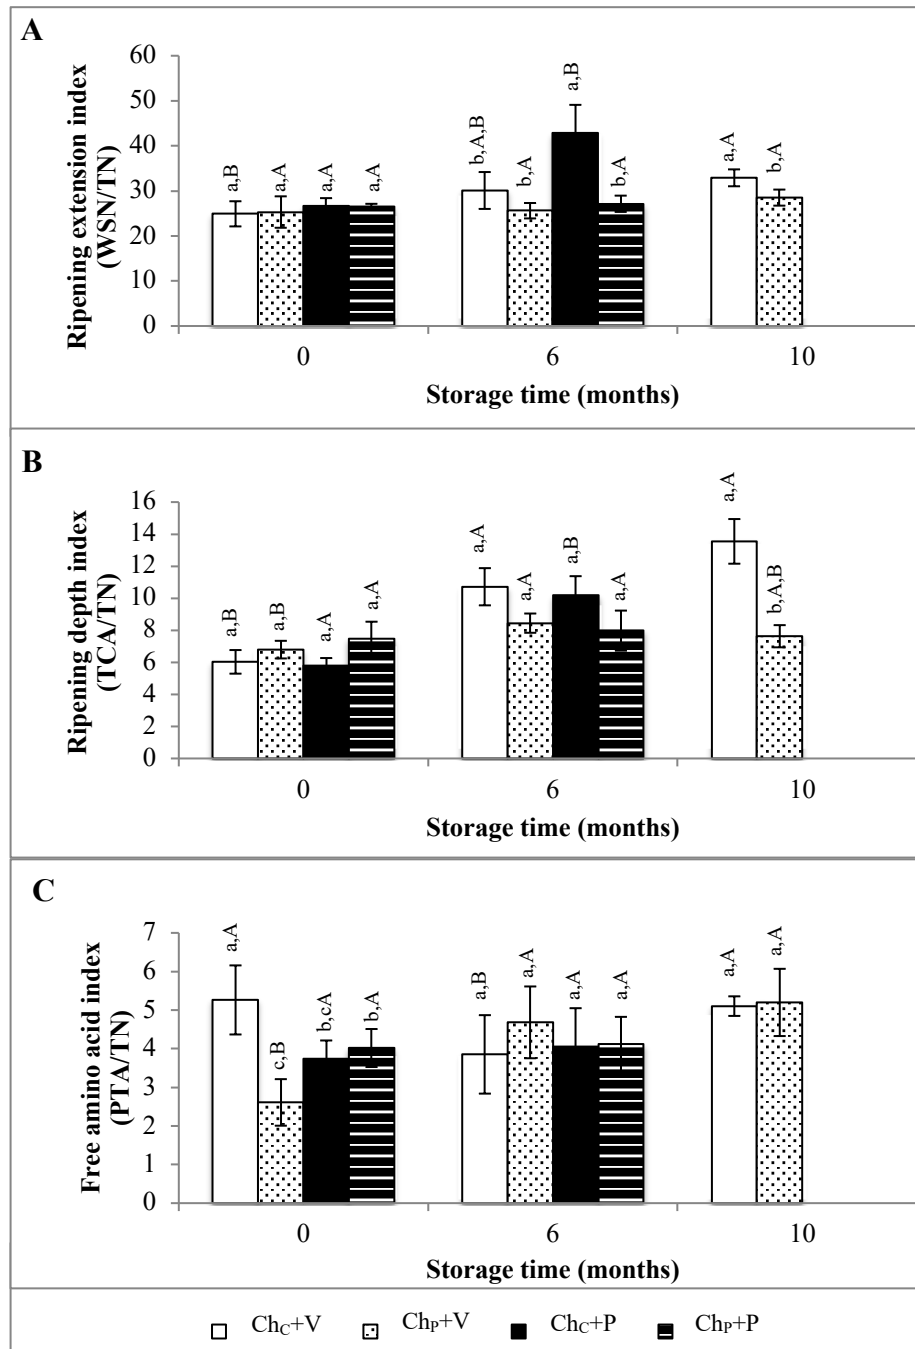 A
Ripening extension index
(WSN/TN)
60
50
40
30
20
10
0
a,B
a,A
a,A
a,A
b,A,B
b,A
a,B
b,A
a,A
b,A
0
6
10
Storage time (months)
B
Ripening depth index
(TCA/TN)
16
14
12
10
8
6
4
2
0
a,B
a,B
a,A
a,A
a,A
a,A
a,B
a,A
a,A
b,A,B
0
6
10
Storage time (months)
C
Free amino acid index
(PTA/TN)
7
6
5
4
3
2
1
0
a,A
c,B
b,cA
b,A
a,B
a,A
a,A
a,A
a,A
a,A
0
6
10
Storage time (months)
ChC+V
ChP+V
ChC+P
ChP+P